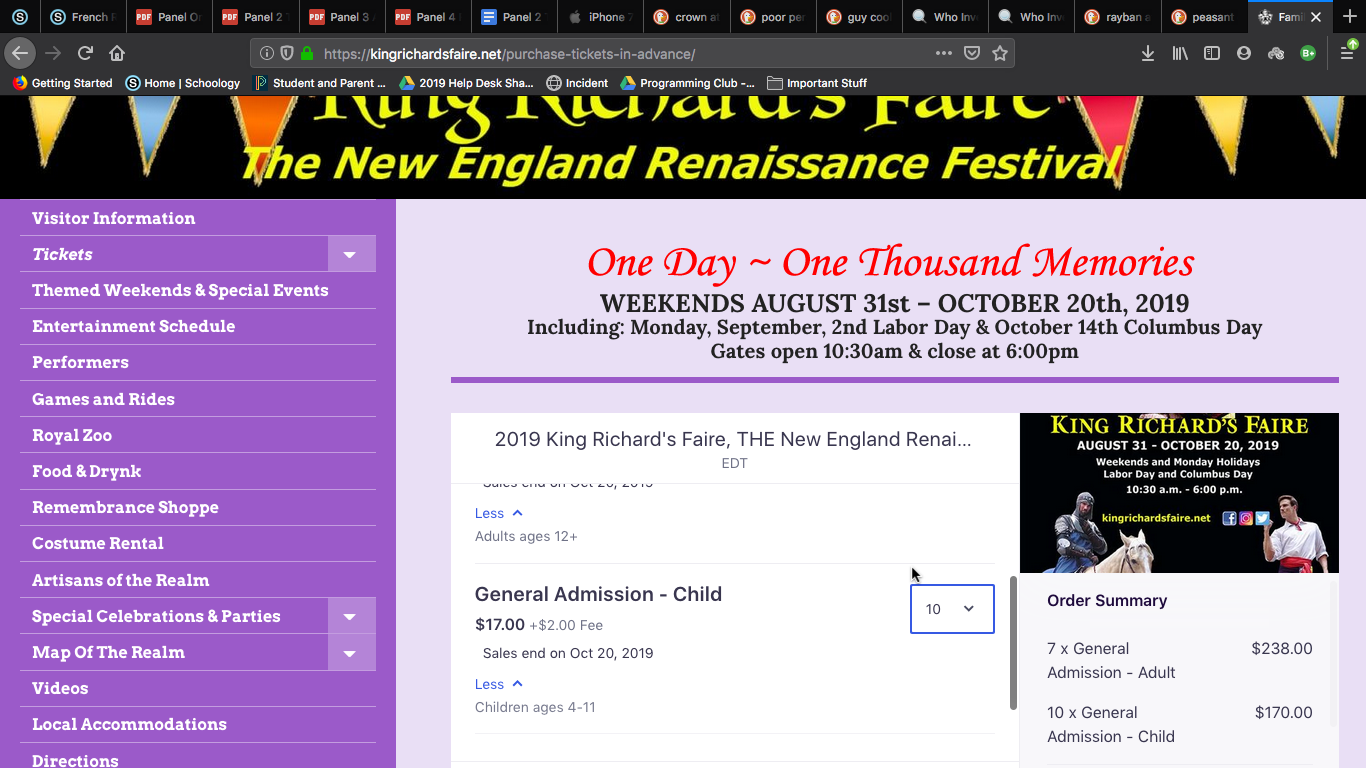 French R
Panel On
Panel 2
Panel 3
Panel 4
Panel 2
iPhone 7
crown a
poor pe
guy coo
Who Inv
Who Inv
rayban a
peasant
Fami
https://kingrichardsfaire.net/purchase-tickets-in-advance/
Getting Started
Home | Schoology
Student and Parent ...
2019 Help Desk Sha...
Incident
Programming Club -...
Important Stuff
King Richard's Faire
The New England Renaissance Festival
Visitor Information
Tickets
Themed Weekends & Special Events
Entertainment Schedule
Performers
Games and Rides
Royal Zoo
Food & Drynk
Remembrance Shoppe
Costume Rental
Artisans of the Realm
Special Celebrations & Parties
Map Of The Realm
Videos
Local Accommodations
Directions
One Day ~ One Thousand Memories
WEEKENDS AUGUST 31st – OCTOBER 20th, 2019
Including: Monday, September, 2nd Labor Day & October 14th Columbus Day
Gates open 10:30am & close at 6:00pm
2019 King Richard's Faire, THE New England Renai...
EDT
Sales end on Oct 20, 2019
Less
Adults ages 12+
General Admission - Child
10
$17.00 +$2.00 Fee
Sales end on Oct 20, 2019
Less
Children ages 4-11
KING RICHARD'S FAIRE
AUGUST 31 - OCTOBER 20, 2019
Weekends and Monday Holidays
Labor Day and Columbus Day
10:30 a.m. - 6:00 p.m.
kingrichardsfaire.net
Order Summary
7 x General $238.00
Admission - Adult
10 x General $170.00
Admission - Child